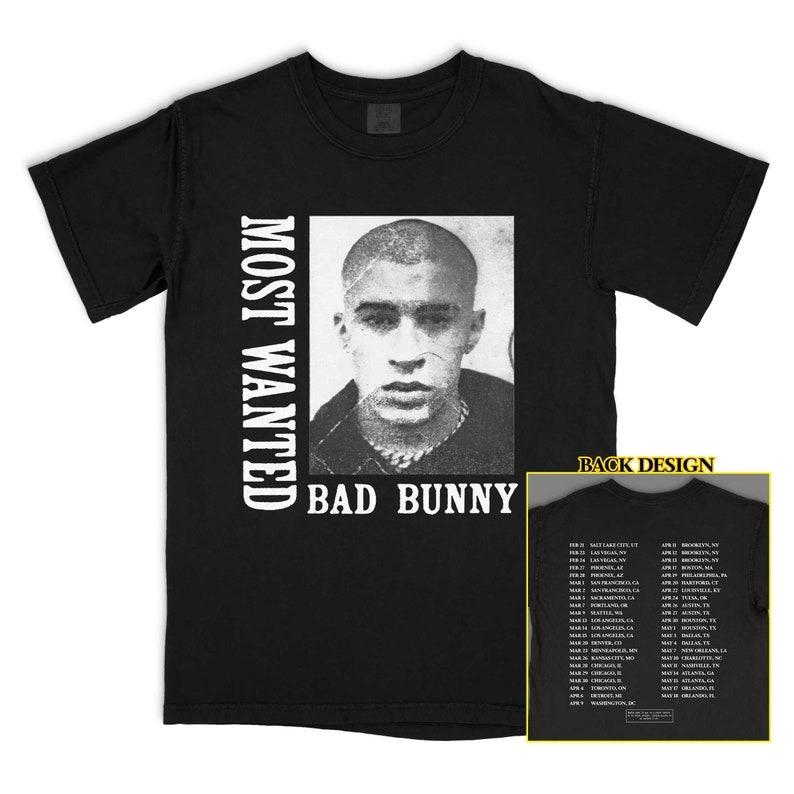 MOST WANTED
BAD BUNNY
BACK DESIGN
FEB 21 SALT LAKE CITY, UT
FEB 23 LAS VEGAS, NV
FEB 24 LAS VEGAS, NV
FEB 27 PHOENIX, AZ
FEB 28 PHOENIX, AZ
MAR 1 SAN FRANCISCO, CA
MAR 2 SAN FRANCISCO, CA
MAR 5 SACRAMENTO, CA
MAR 7 PORTLAND, OR
MAR 9 SEATTLE, WA
MAR 13 LOS ANGELES, CA
MAR 14 LOS ANGELES, CA
MAR 15 LOS ANGELES, CA
MAR 20 DENVER, CO
MAR 23 MINNEAPOLIS, MN
MAR 26 KANSAS CITY, MO
MAR 28 CHICAGO, IL
MAR 29 CHICAGO, IL
MAR 30 CHICAGO, IL
APR 4 TORONTO, ON
APR 6 DETROIT, MI
APR 9 WASHINGTON, DC
APR 11 BROOKLYN, NY
APR 12 BROOKLYN, NY
APR 13 BROOKLYN, NY
APR 17 BOSTON, MA
APR 19 PHILADELPHIA, PA
APR 20 HARTFORD, CT
APR 22 LOUISVILLE, KY
APR 24 TULSA, OK
APR 26 AUSTIN, TX
APR 27 AUSTIN, TX
APR 30 HOUSTON, TX
MAY 1 HOUSTON, TX
MAY 3 DALLAS, TX
MAY 4 DALLAS, TX
MAY 7 NEW ORLEANS, LA
MAY 10 CHARLOTTE, NC
MAY 11 NASHVILLE, TN
MAY 14 ATLANTA, GA
MAY 15 ATLANTA, GA
MAY 17 ORLANDO, FL
MAY 18 ORLANDO, FL